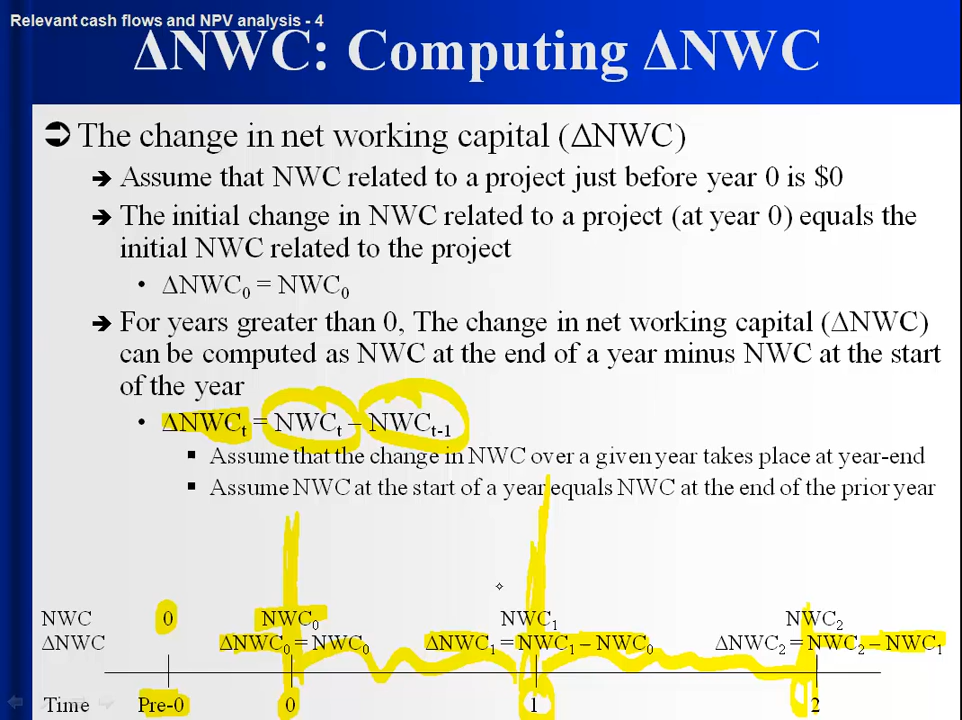 Relevant cash flows and NPV analysis - 4
ΔNWC: Computing ΔNWC
The change in net working capital (ΔNWC)
Assume that NWC related to a project just before year 0 is $0
The initial change in NWC related to a project (at year 0) equals the
initial NWC related to the project
ΔNWC₀ = NWC₀
For years greater than 0, The change in net working capital (ΔNWC)
can be computed as NWC at the end of a year minus NWC at the start
of the year
ΔNWCₜ = NWCₜ – NWCₜ₋₁
Assume that the change in NWC over a given year takes place at year-end
Assume NWC at the start of a year equals NWC at the end of the prior year
NWC 0 NWC₀ NWC₁ NWC₂
ΔNWC ΔNWC₀ = NWC₀ ΔNWC₁ = NWC₁ – NWC₀ ΔNWC₂ = NWC₂ – NWC₁
Time Pre-0 0 1 2